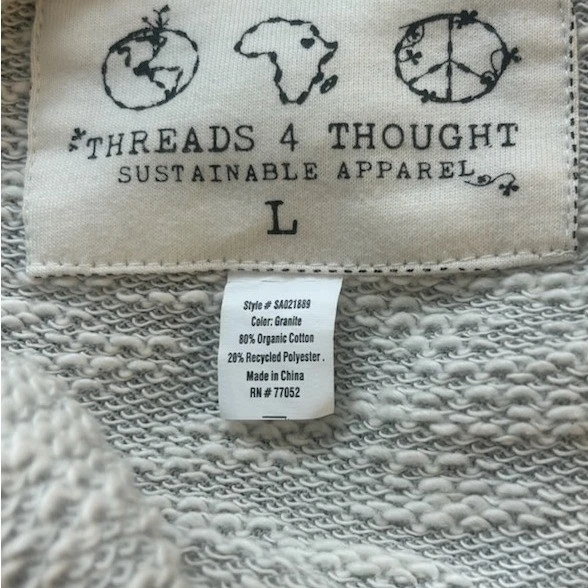 THREADS 4 THOUGHT
SUSTAINABLE APPAREL
L
Style # SA021889
Color: Granite
80% Organic Cotton
20% Recycled Polyester .
Made in China
RN # 77052